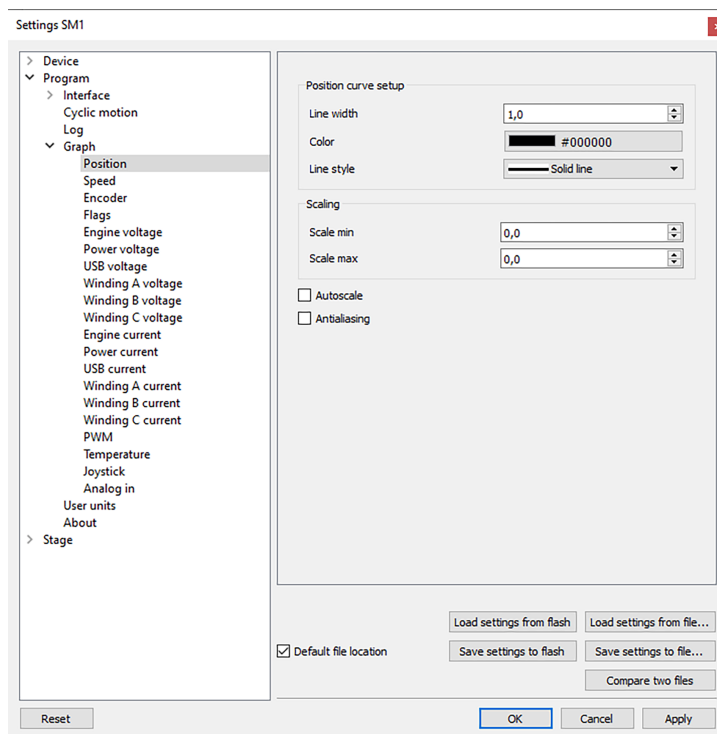 Settings SM1
Device
Program
Interface
Cyclic motion
Log
Graph
Position
Speed
Encoder
Flags
Engine voltage
Power voltage
USB voltage
Winding A voltage
Winding B voltage
Winding C voltage
Engine current
Power current
USB current
Winding A current
Winding B current
Winding C current
PWM
Temperature
Joystick
Analog in
User units
About
Stage
Position curve setup
Line width 1,0
Color #000000
Line style Solid line
Scaling
Scale min 0,0
Scale max 0,0
Autoscale
Antialiasing
Load settings from flash Load settings from file...
Default file location Save settings to flash Save settings to file...
Compare two files
Reset OK Cancel Apply